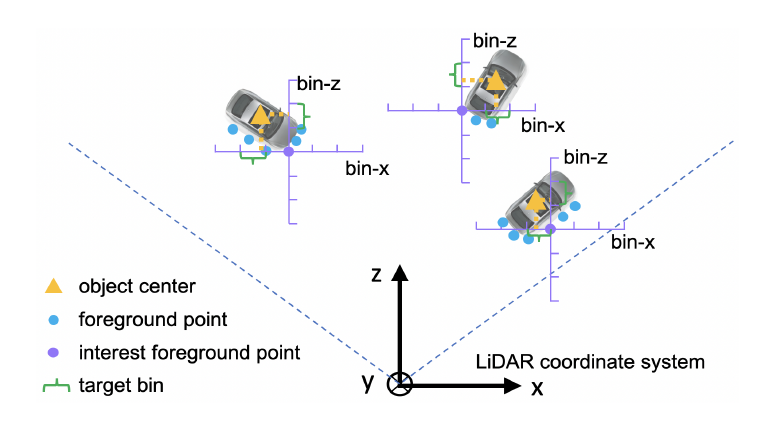 bin-z
bin-z
bin-x
bin-x
bin-z
bin-x
z
object center
foreground point
interest foreground point
LiDAR coordinate system
target bin
y
x